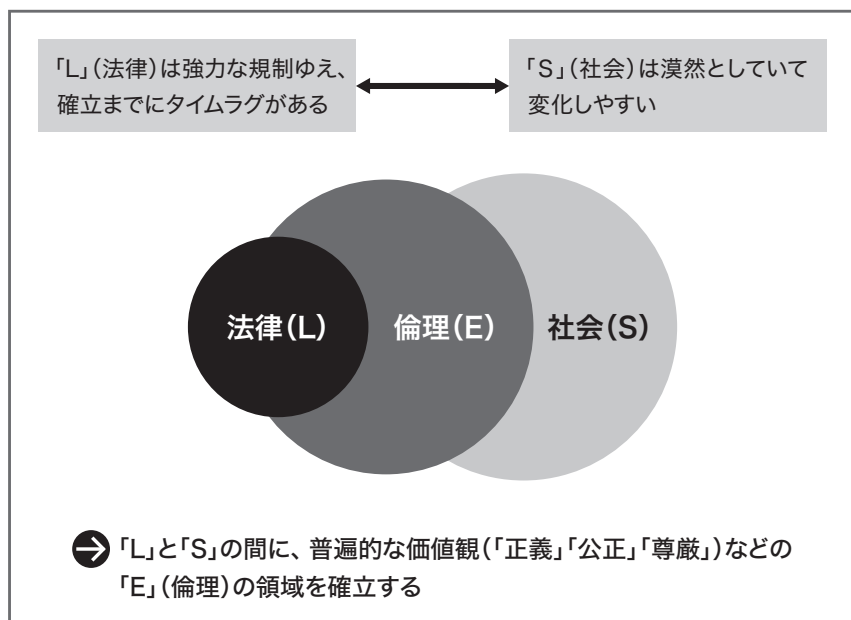 「L」(法律)は強力な規制ゆえ、
確立までにタイムラグがある
「S」(社会)は漠然としていて
変化しやすい
法律(L)
倫理(E)
社会(S)
「L」と「S」の間に、普遍的な価値観(「正義」「公正」「尊厳」)などの
「E」(倫理)の領域を確立する